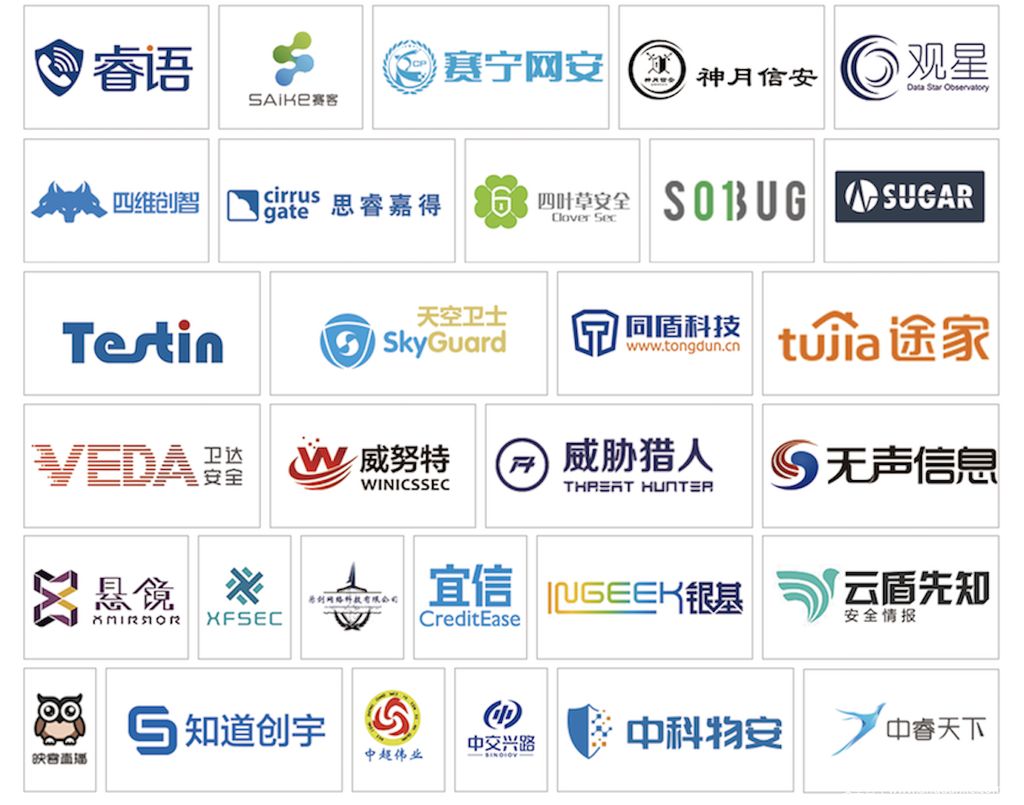 睿语
SAIKE赛客
CP
赛宁网安
神月信安
神月信安
观星
Data Star Observatory
四维创智
cirrus
gate
思睿嘉得
四叶草安全
Clover Sec
SOBUG
SUGAR
Testin
天空卫士
SkyGuard
同盾科技
www.tongdun.cn
tujia途家
VEDA
卫达
安全
威努特
WINICSSEC
威胁猎人
THREAT HUNTER
无声信息
悬镜
XMIRROR
XFSEC
宜信
CreditEase
INGEEK银基
云盾先知
安全情报
映客直播
知道创宇
中超伟业
中交兴路
SINOIOV
中科物安
中睿天下